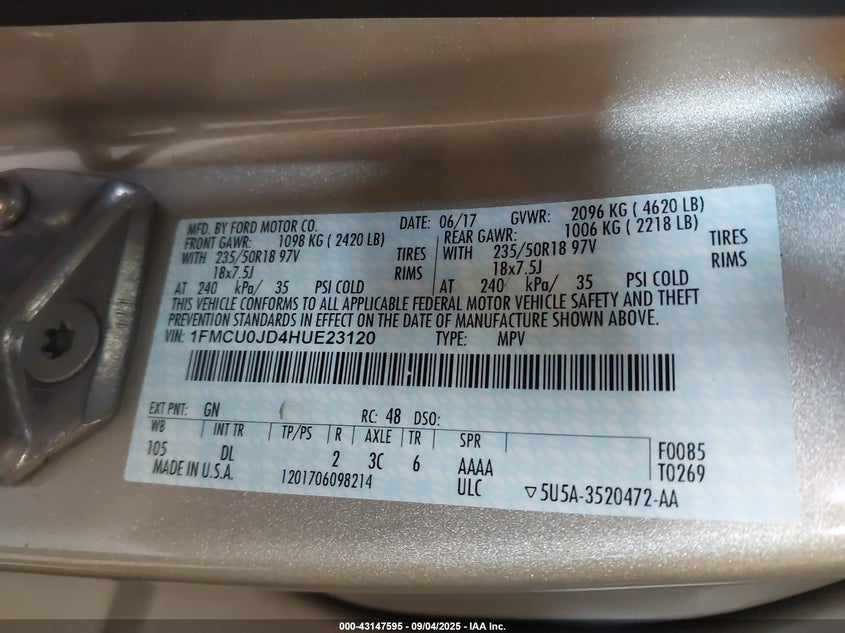 MFD. BY FORD MOTOR CO. DATE: 06/17 GVWR: 2096 KG ( 4620 LB)
FRONT GAWR: 1098 KG ( 2420 LB) REAR GAWR: 1006 KG ( 2218 LB)
WITH 235/50R18 97V TIRES WITH 235/50R18 97V TIRES
18x7.5J RIMS 18x7.5J RIMS
AT 240 kPa/ 35 PSI COLD AT 240 kPa/ 35 PSI COLD
THIS VEHICLE CONFORMS TO ALL APPLICABLE FEDERAL MOTOR VEHICLE SAFETY AND THEFT
PREVENTION STANDARDS IN EFFECT ON THE DATE OF MANUFACTURE SHOWN ABOVE.
VIN: 1FMCU0JD4HUE23120 TYPE: MPV
EXT PNT: GN RC: 48 DSO:
WB INT TR TP/PS R AXLE TR SPR F0085
105 DL 2 3C 6 AAAA T0269
MADE IN U.S.A. 1201706098214 ULC ▽5U5A-3520472-AA
000-43147595 - 09/04/2025 - IAA Inc.